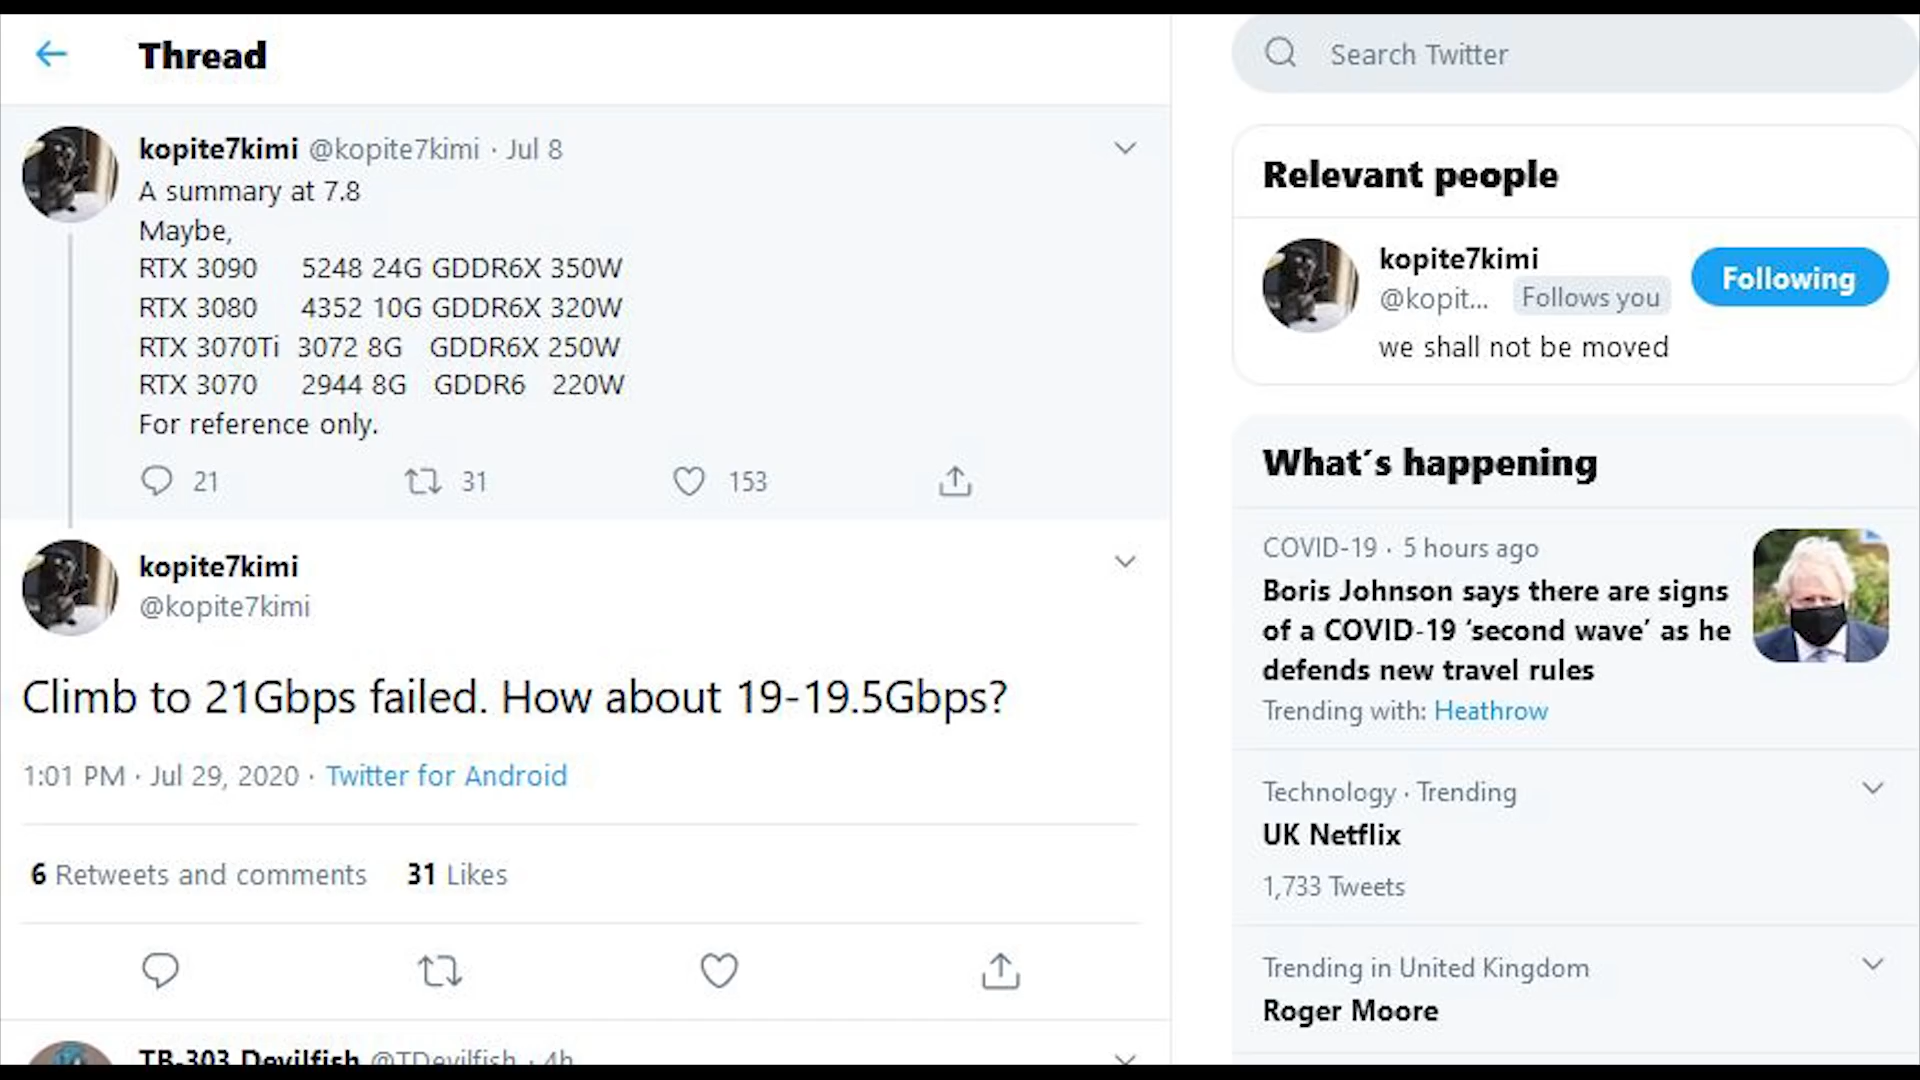 Thread
Search Twitter
kopite7kimi @kopite7kimi · Jul 8
A summary at 7.8
Maybe,
RTX 3090 5248 24G GDDR6X 350W
RTX 3080 4352 10G GDDR6X 320W
RTX 3070Ti 3072 8G GDDR6X 250W
RTX 3070 2944 8G GDDR6 220W
For reference only.
21 31 153
kopite7kimi
@kopite7kimi
Climb to 21Gbps failed. How about 19-19.5Gbps?
1:01 PM · Jul 29, 2020 · Twitter for Android
6 Retweets and comments 31 Likes
TB-303 Devilfish @TDevilfish · 4h
Relevant people
kopite7kimi
@kopit... Follows you
Following
we shall not be moved
What´s happening
COVID-19 · 5 hours ago
Boris Johnson says there are signs
of a COVID-19 ‘second wave’ as he
defends new travel rules
Trending with: Heathrow
Technology · Trending
UK Netflix
1,733 Tweets
Trending in United Kingdom
Roger Moore